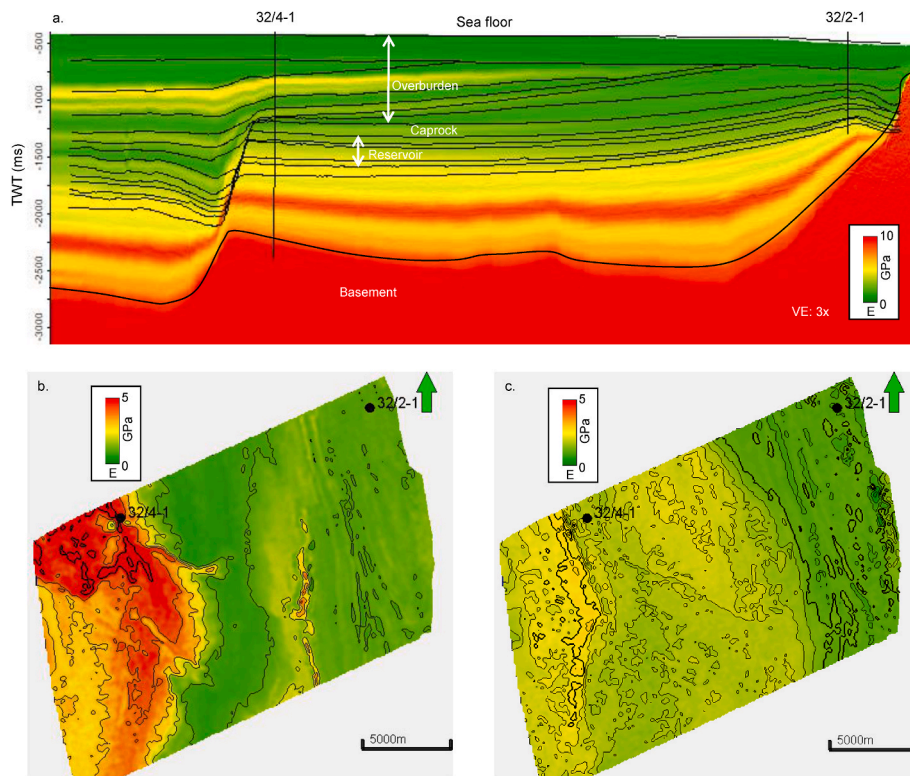 a.
32/4-1
Sea floor
32/2-1
-500
-1000
-1500
-2000
-2500
-3000
TWT (ms)
Overburden
Caprock
Reservoir
Basement
10
GPa
0
E
VE: 3x
b.
5
GPa
0
E
32/2-1
32/4-1
5000m
c.
5
GPa
0
E
32/2-1
32/4-1
5000m